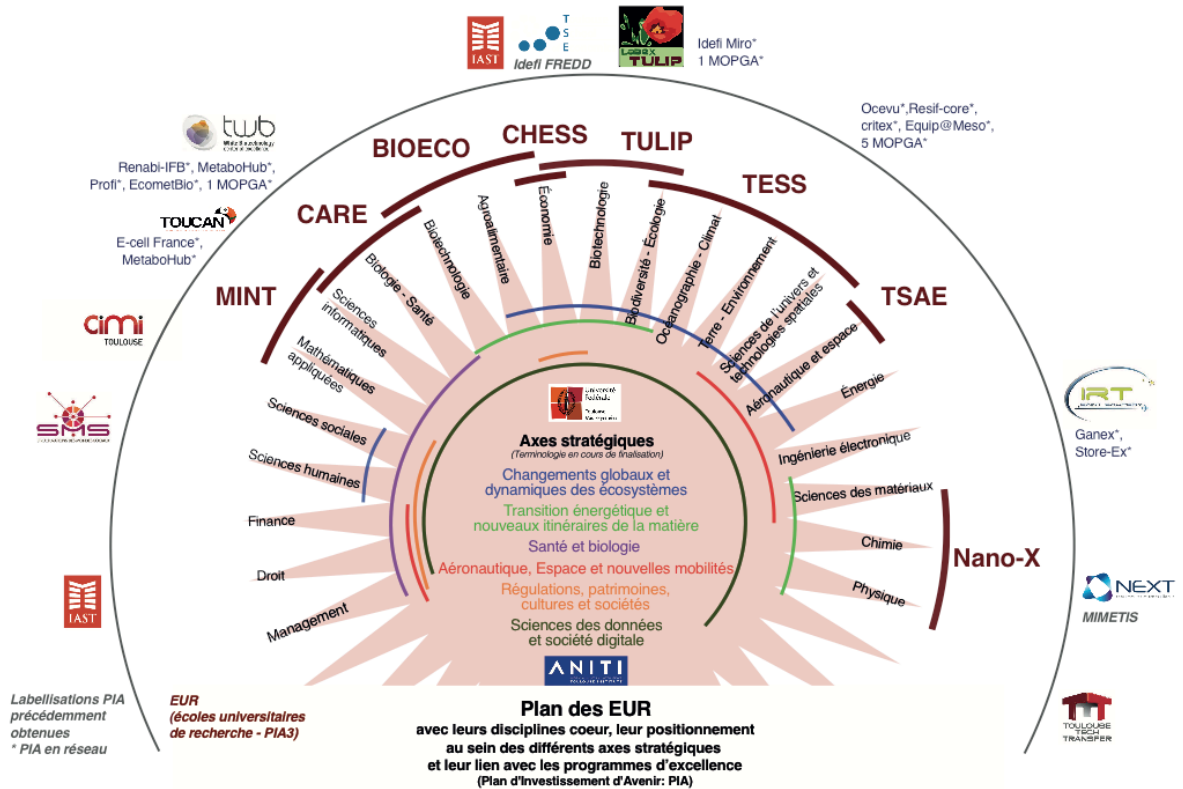 IAST
TSE
Idefi FREDD
Labex
TULIP
Idefi Miro*
1 MOPGA*
Ocevu*,Resif-core*,
critex*, Equip@Meso*,
5 MOPGA*
twb
Renabi-IFB*, MetaboHub*,
Profi*, EcometBio*, 1 MOPGA*
TOUCAN
E-cell France*,
MetaboHub*
cimi
TOULOUSE
SMS
IAST
MINT
CARE
BIOECO
CHESS
TULIP
TESS
TSAE
Nano-X
Management
Droit
Finance
Sciences humaines
Sciences sociales
Mathématiques
appliquées
Sciences
informatiques
Biologie - Santé
Biotechnologie
Agroalimentaire
Économie
Biotechnologie
Biodiversité - Écologie
Océanographie - Climat
Terre - Environnement
Sciences de l'univers et
technologies spatiales
Aéronautique et espace
Énergie
Ingénierie électronique
Sciences des matériaux
Chimie
Physique
IRT
Ganex*,
Store-Ex*
NEXT
MIMETIS
TOULOUSE
TECH
TRANSFER
Université
Fédérale
Axes stratégiques
(Terminologie en cours de finalisation)
Changements globaux et
dynamiques des écosystèmes
Transition énergétique et
nouveaux itinéraires de la matière
Santé et biologie
Aéronautique, Espace et nouvelles mobilités
Régulations, patrimoines,
cultures et sociétés
Sciences des données
et société digitale
ANITI
Labellisations PIA
précédemment
obtenues
* PIA en réseau
EUR
(écoles universitaires
de recherche - PIA3)
Plan des EUR
avec leurs disciplines coeur, leur positionnement
au sein des différents axes stratégiques
et leur lien avec les programmes d'excellence
(Plan d'Investissement d'Avenir: PIA)